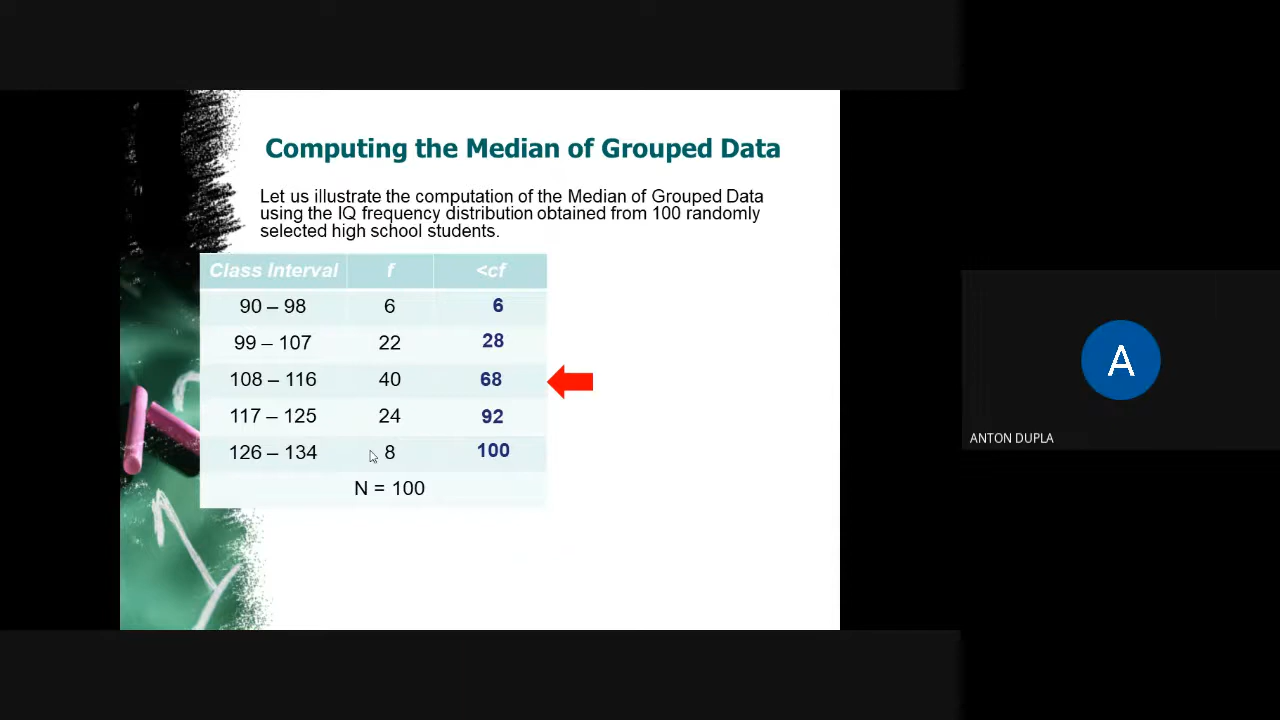 Computing the Median of Grouped Data
Let us illustrate the computation of the Median of Grouped Data
using the IQ frequency distribution obtained from 100 randomly
selected high school students.
Class Interval f <cf
90 – 98 6 6
99 – 107 22 28
108 – 116 40 68
117 – 125 24 92
126 – 134 8 100
N = 100
A
ANTON DUPLA